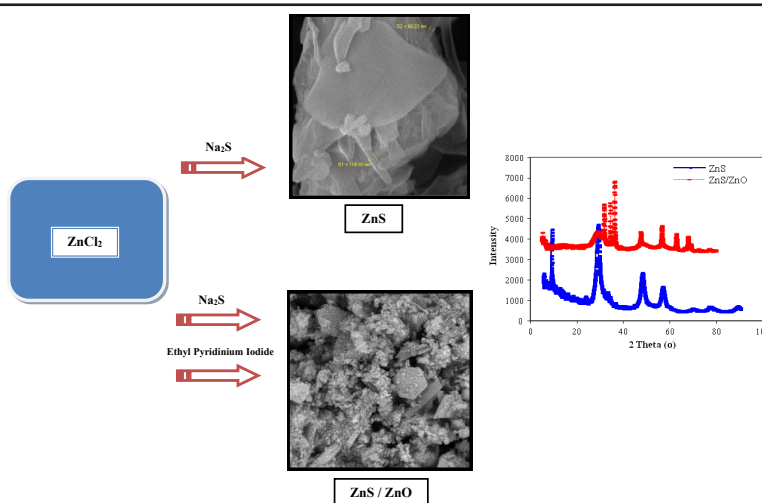 ZnCl₂
Na₂S
ZnS
Na₂S
Ethyl Pyridinium Iodide
ZnS / ZnO
8000
7000
6000
5000
4000
3000
2000
1000
0
Intensity
ZnS
ZnS/ZnO
0
20
40
60
80
2 Theta (o)